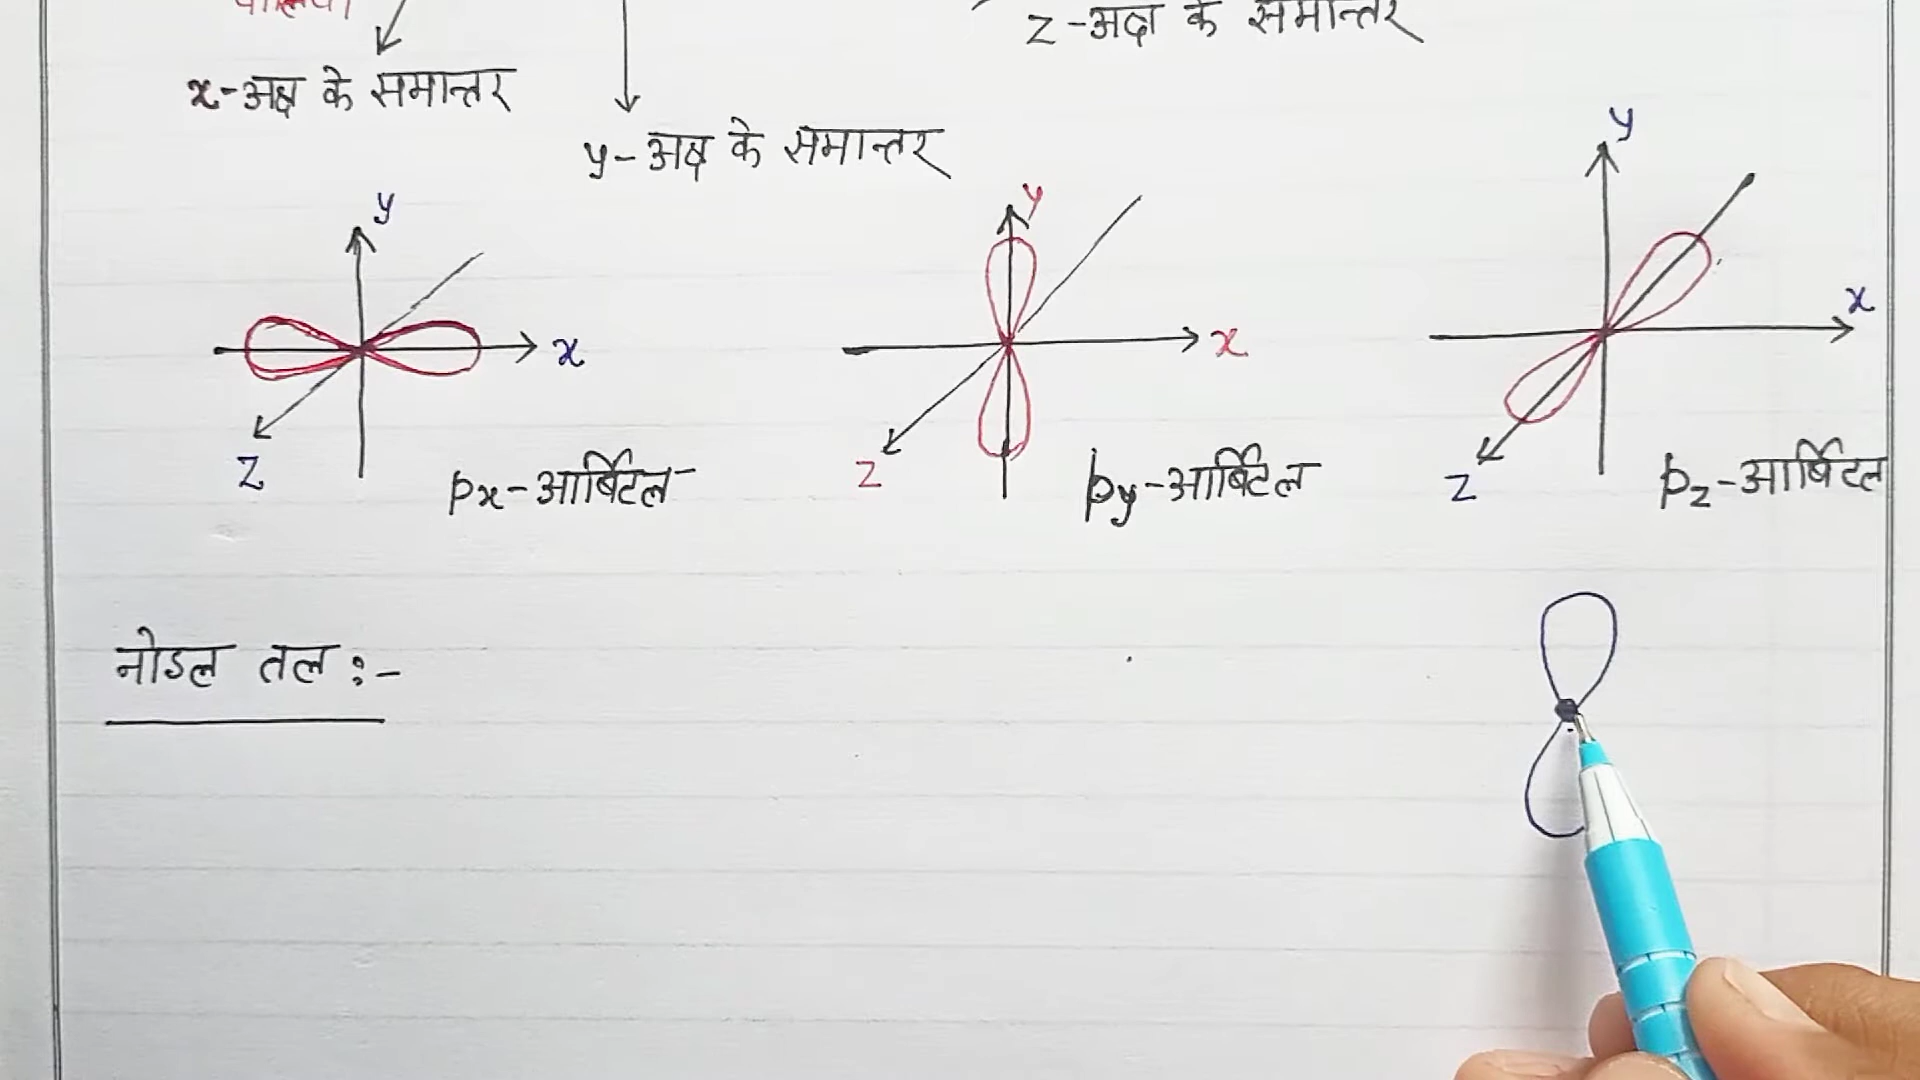 z-अक्ष के समान्तर
x-अक्ष के समान्तर
y-अक्ष के समान्तर
y
x
z
px-आर्बिटल
y
x
z
py-आर्बिटल
y
x
z
pz-आर्बिटल
नोडल तल :-